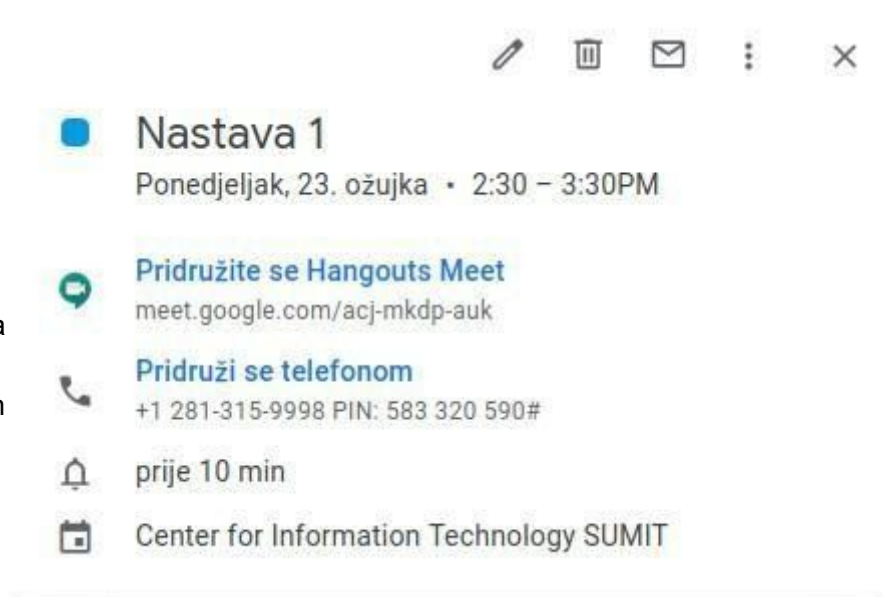 Nastava 1
Ponedjeljak, 23. ožujka • 2:30 – 3:30PM
Pridružite se Hangouts Meet
meet.google.com/acj-mkdp-auk
a
Pridruži se telefonom
n
+1 281-315-9998 PIN: 583 320 590#
prije 10 min
Center for Information Technology SUMIT